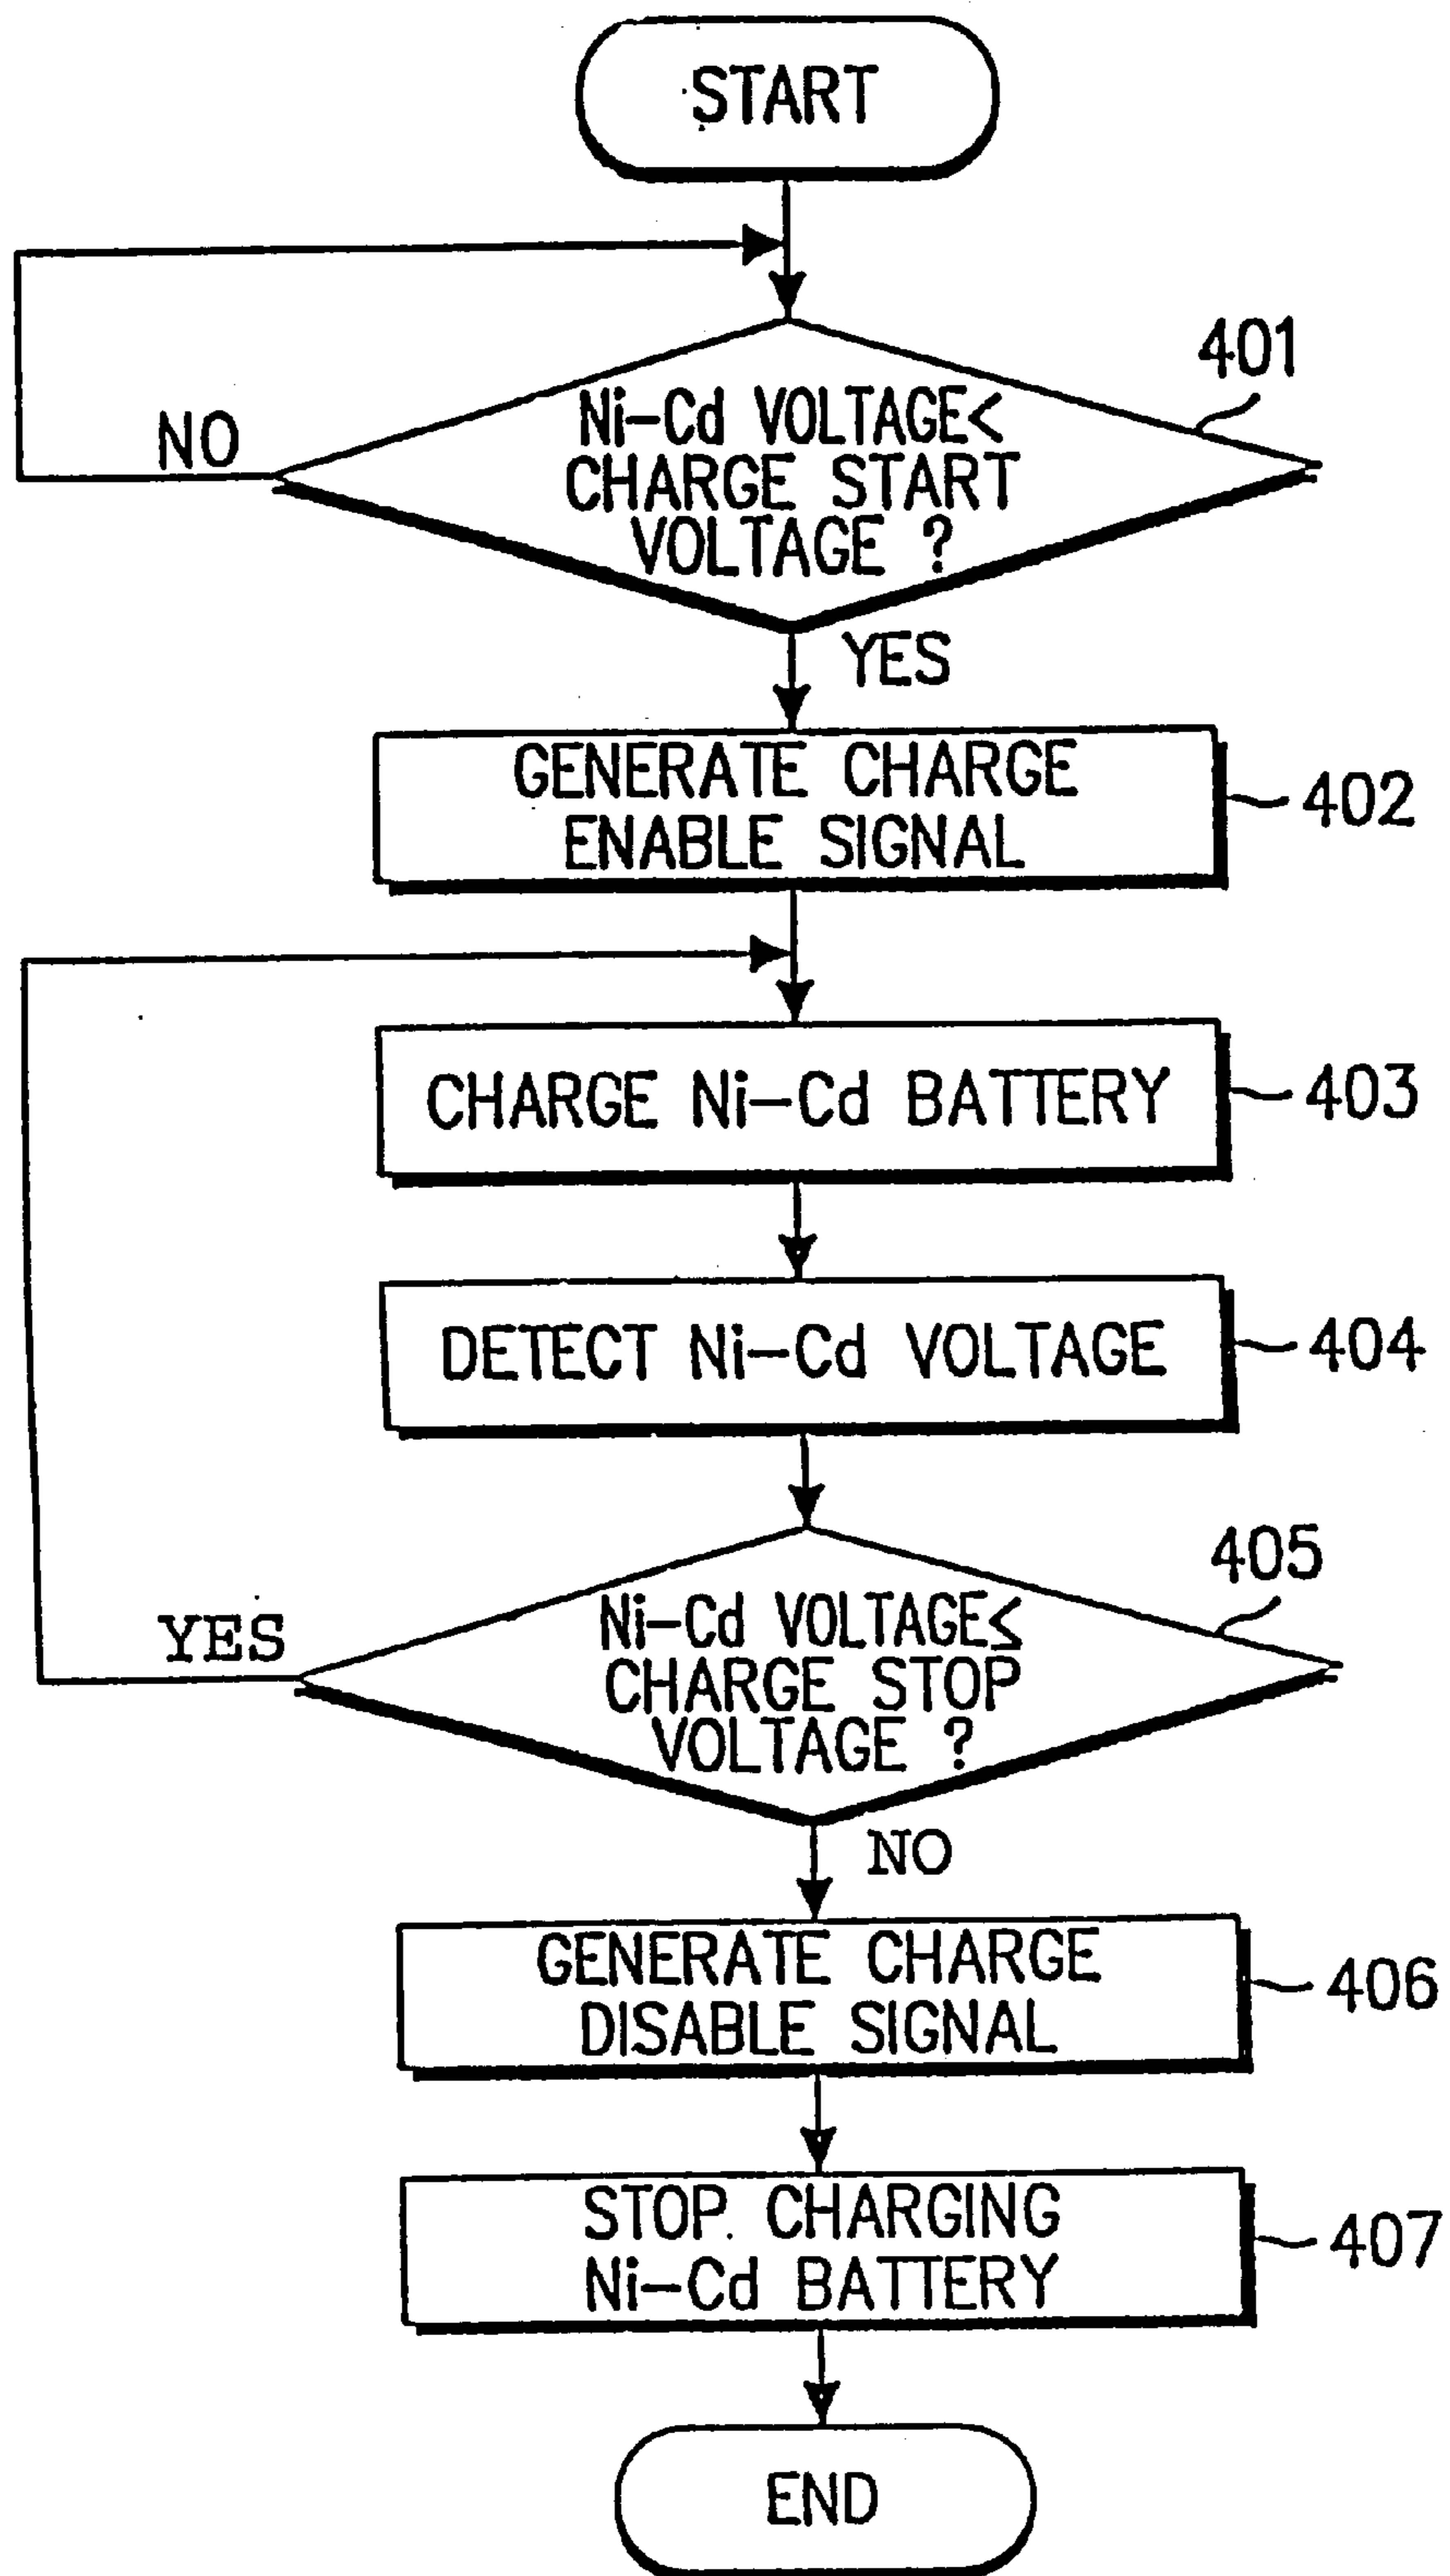 START
401
NO
Ni-Cd VOLTAGE<
CHARGE START
VOLTAGE ?
YES
GENERATE CHARGE
ENABLE SIGNAL
402
CHARGE Ni-Cd BATTERY
403
DETECT Ni-Cd VOLTAGE
404
405
YES
Ni-Cd VOLTAGE≤
CHARGE STOP
VOLTAGE ?
NO
GENERATE CHARGE
DISABLE SIGNAL
406
STOP CHARGING
Ni-Cd BATTERY
407
END